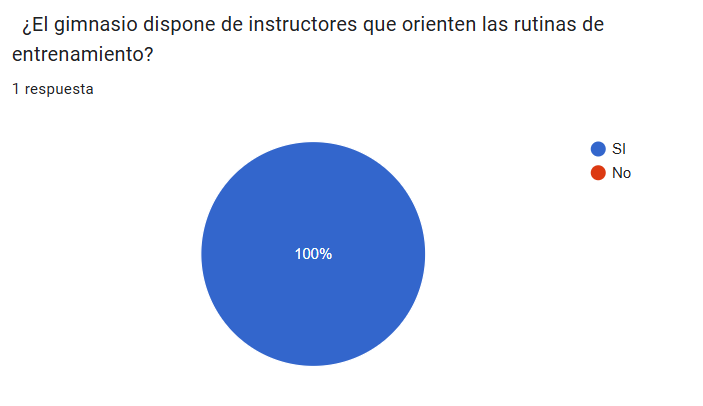 ¿El gimnasio dispone de instructores que orienten las rutinas de
entrenamiento?
1 respuesta
SI
No
100%